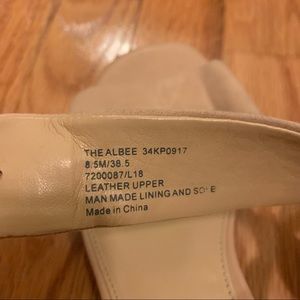 THE ALBEE 34KP0917
8.5M/38.5
7200087/L18
LEATHER UPPER
MAN MADE LINING AND SOLE
Made in China